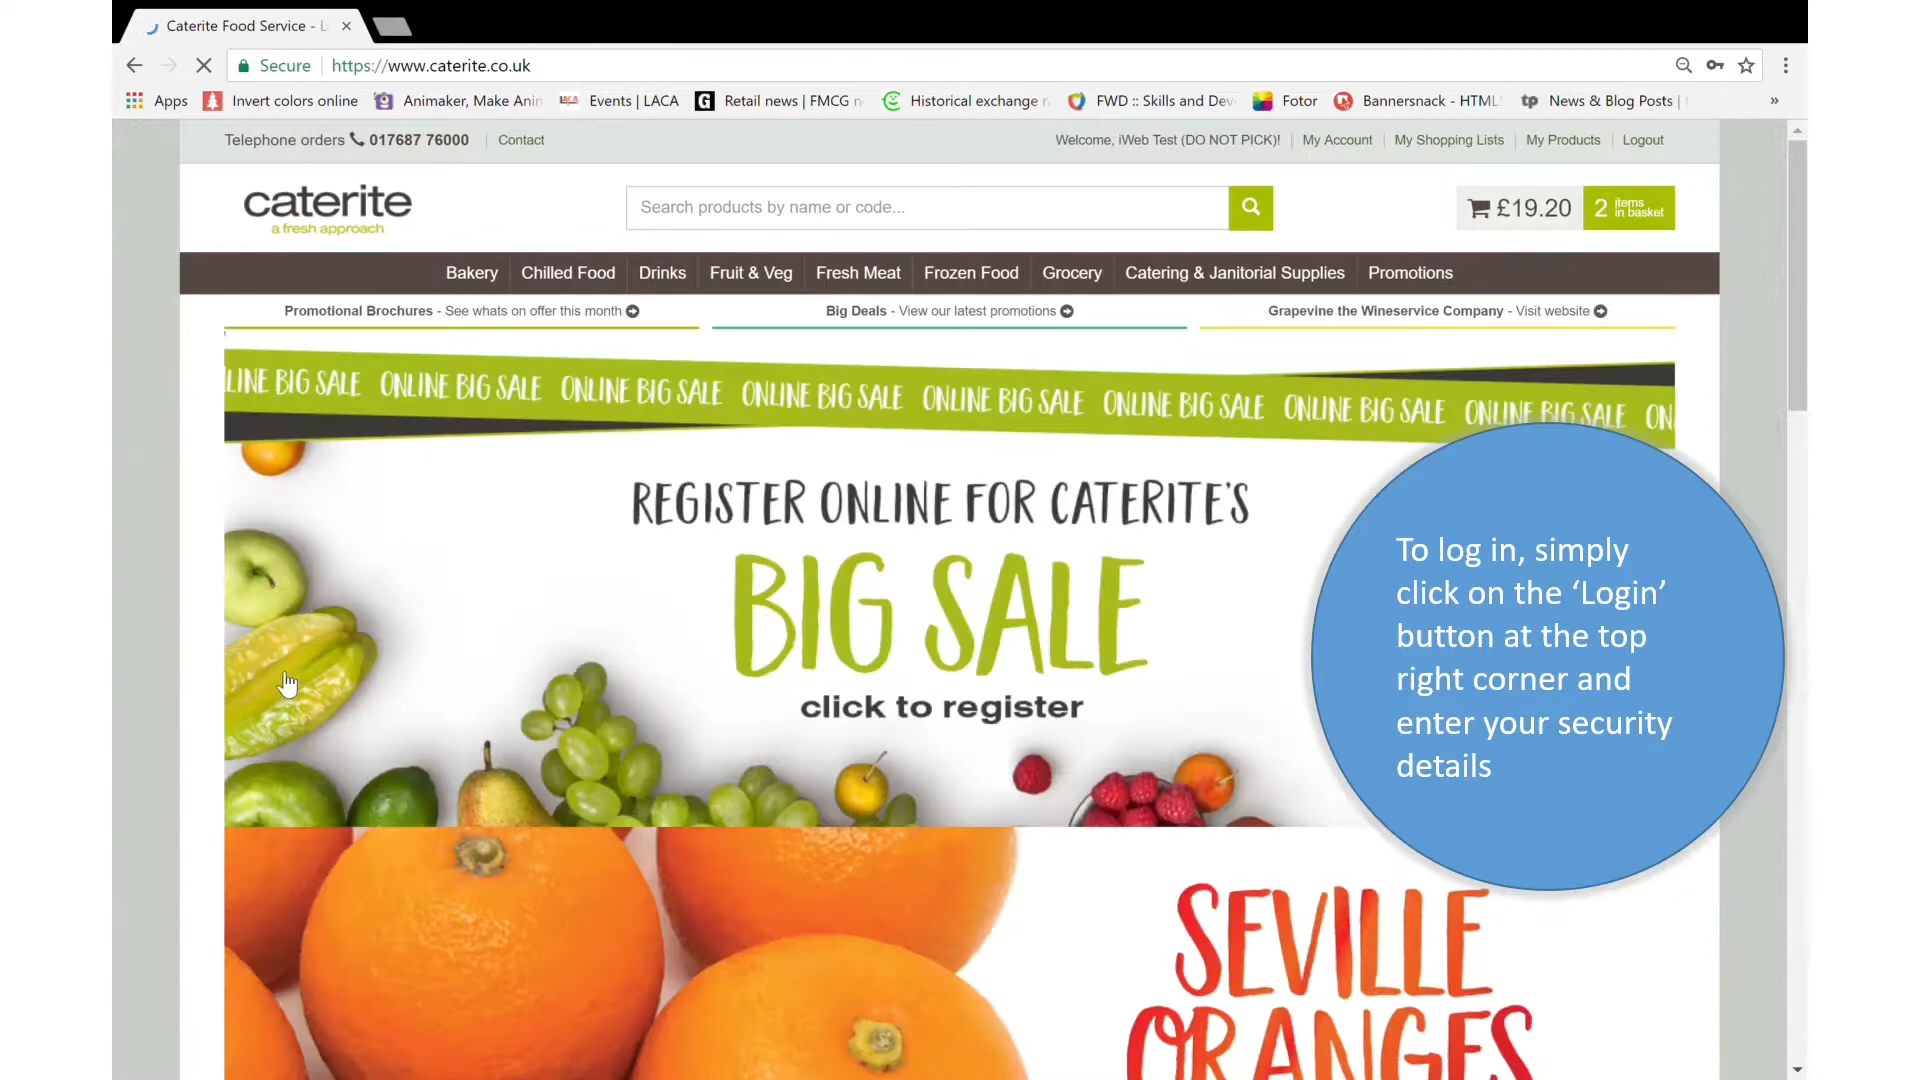 Caterite Food Service -
Secure https://www.caterite.co.uk
Apps Invert colors online Animaker, Make Anin LACA Events | LACA G Retail news | FMCG Historical exchange FWD :: Skills and Dev Fotor Bannersnack - HTML tp News & Blog Posts | »
Telephone orders 017687 76000 Contact Welcome, iWeb Test (DO NOT PICK)! My Account My Shopping Lists My Products Logout
caterite
a fresh approach
Search products by name or code...
£19.20 2 items in basket
Bakery Chilled Food Drinks Fruit & Veg Fresh Meat Frozen Food Grocery Catering & Janitorial Supplies Promotions
Promotional Brochures - See whats on offer this month Big Deals - View our latest promotions Grapevine the Wineservice Company - Visit website
LINE BIG SALE ONLINE BIG SALE ONLINE BIG SALE ONLINE BIG SALE ONLINE BIG SALE ONLINE BIG SALE ONLINE BIG SALE ONLINE BIG SALE ON
REGISTER ONLINE FOR CATERITE'S
BIG SALE
click to register
To log in, simply
click on the ‘Login’
button at the top
right corner and
enter your security
details
SEVILLE
ORANGES